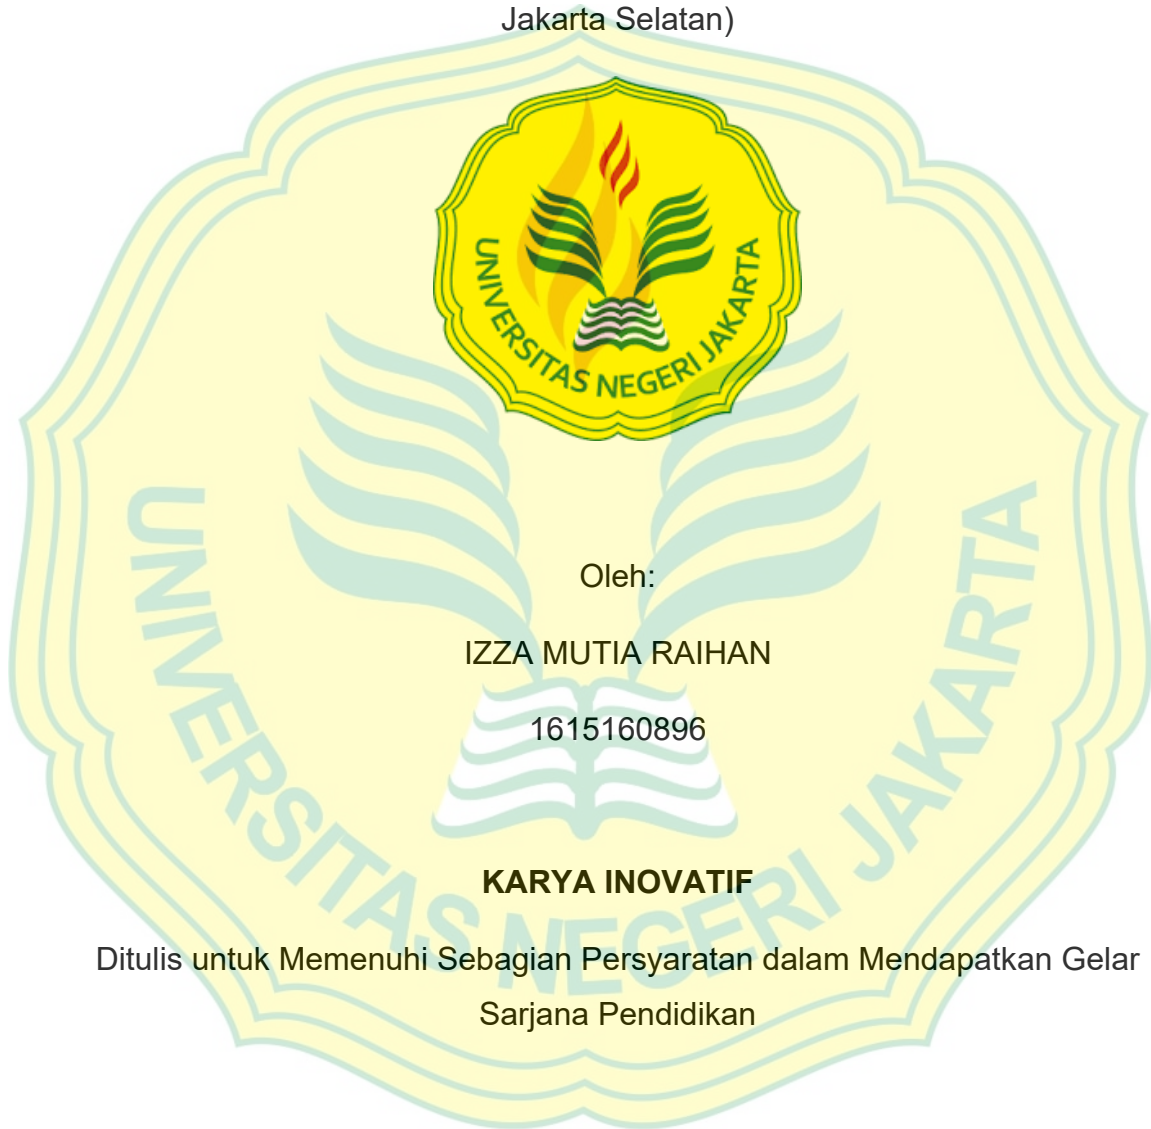 Jakarta Selatan)
UNIVERSITAS NEGERI JAKARTA
Oleh:
IZZA MUTIA RAIHAN
1615160896
KARYA INOVATIF
Ditulis untuk Memenuhi Sebagian Persyaratan dalam Mendapatkan Gelar
Sarjana Pendidikan
UNIVERSITAS NEGERI JAKARTA